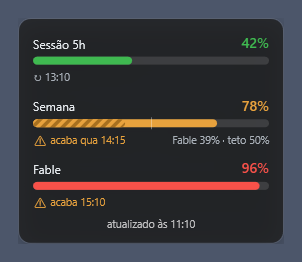 Sessão 5h 42%
↻ 13:10
Semana 78%
⚠ acaba qua 14:15 Fable 39% · teto 50%
Fable 96%
⚠ acaba 15:10
atualizado às 11:10